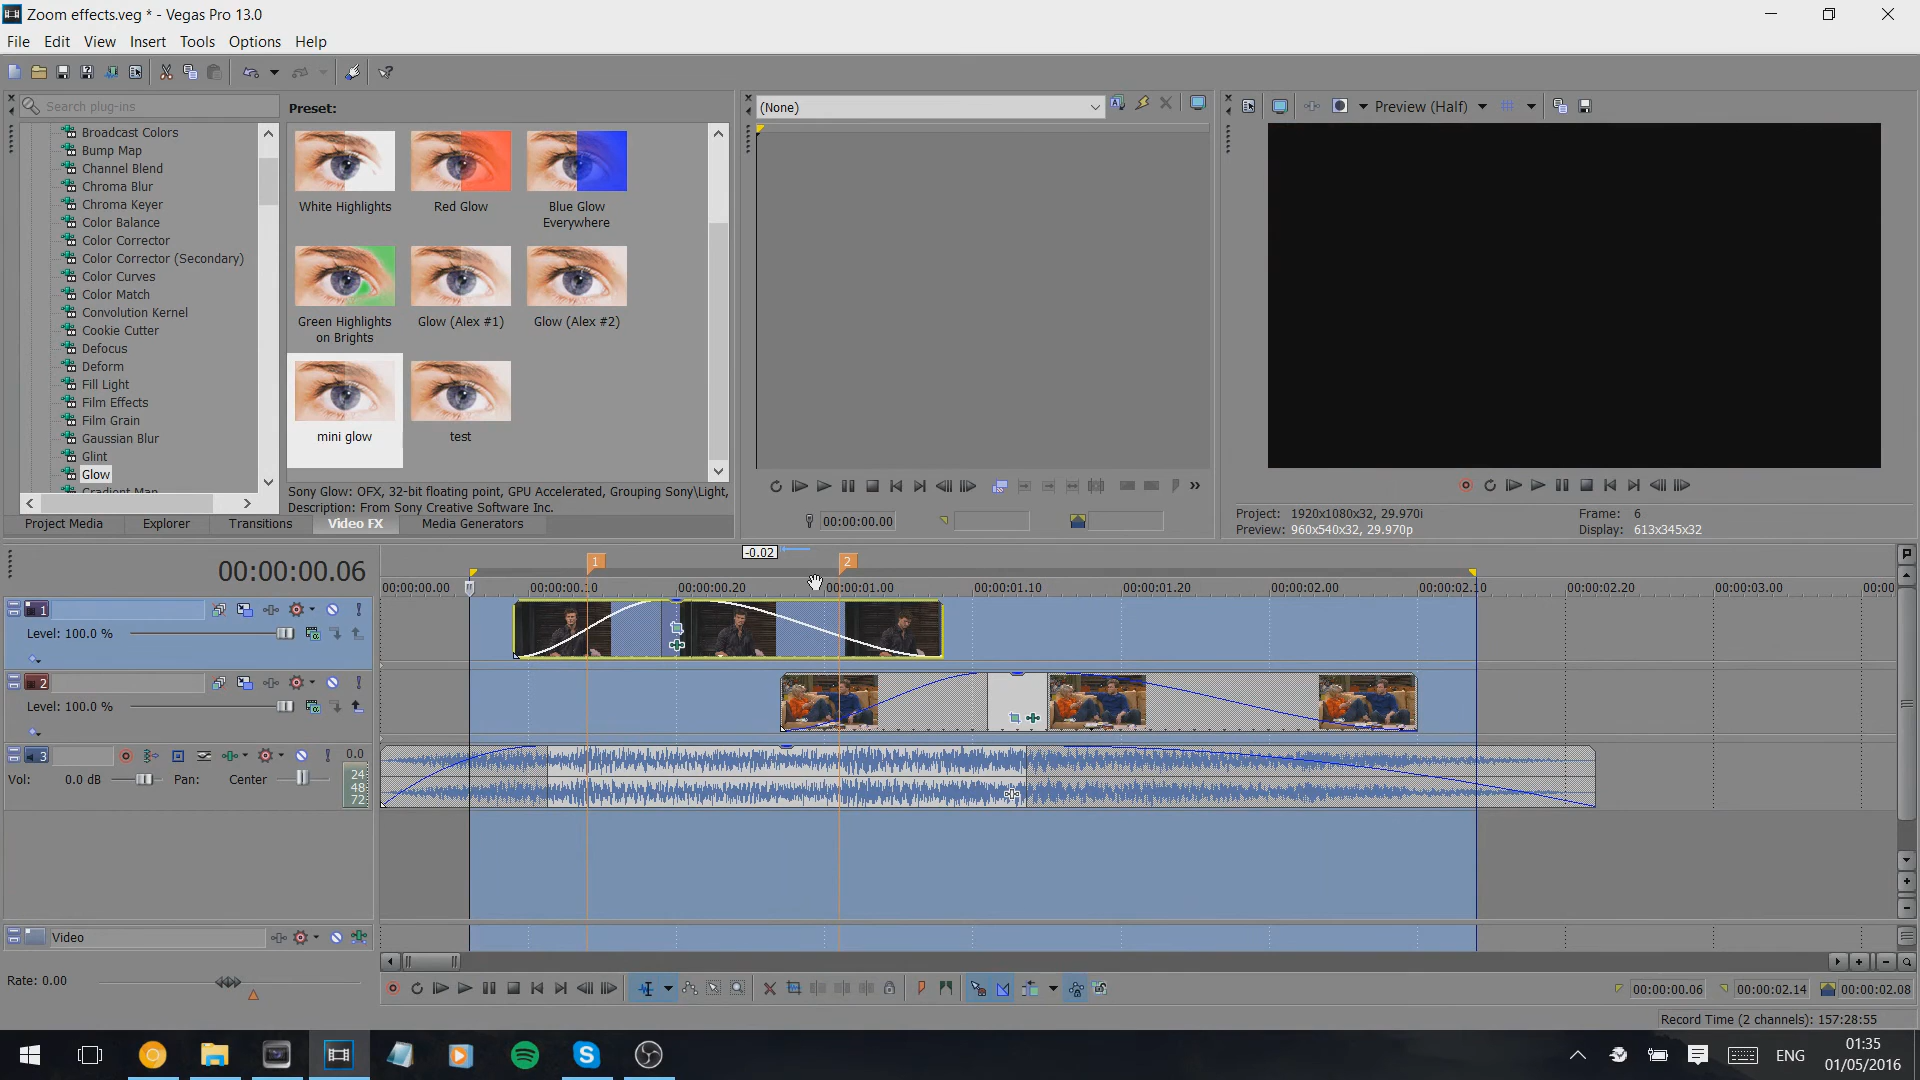 Zoom effects.veg * - Vegas Pro 13.0
File Edit View Insert Tools Options Help
Search plug-ins
Broadcast Colors
Bump Map
Channel Blend
Chroma Blur
Chroma Keyer
Color Balance
Color Corrector
Color Corrector (Secondary)
Color Curves
Color Match
Convolution Kernel
Cookie Cutter
Defocus
Deform
Fill Light
Film Effects
Film Grain
Gaussian Blur
Glint
Glow
Gradient Map
Preset:
White Highlights
Red Glow
Blue Glow Everywhere
Green Highlights on Brights
Glow (Alex #1)
Glow (Alex #2)
mini glow
test
Sony Glow: OFX, 32-bit floating point, GPU Accelerated, Grouping Sony\Light,
Description: From Sony Creative Software Inc.
Project Media Explorer Transitions Video FX Media Generators
(None)
00:00:00.00
Preview (Half)
Project: 1920x1080x32, 29.970i
Preview: 960x540x32, 29.970p
Frame: 6
Display: 613x345x32
00:00:00.06
-0.02
1
2
00:00:00.00 00:00:00.10 00:00:00.20 00:00:01.00 00:00:01.10 00:00:01.20 00:00:02.00 00:00:02.10 00:00:02.20 00:00:03.00 00:00
1
Level: 100.0 %
2
Level: 100.0 %
3
0.0
Vol: 0.0 dB Pan: Center
24
48
72
Video
Rate: 0.00
00:00:00.06 00:00:02.14 00:00:02.08
Record Time (2 channels): 157:28:55
ENG
01:35
01/05/2016